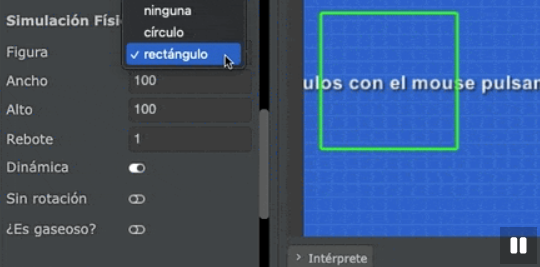 Simulación Físi
ninguna
círculo
Figura
✓ rectángulo
Ancho
100
Alto
100
Rebote
1
Dinámica
Sin rotación
¿Es gaseoso?
ulos con el mouse pulsar
> Intérprete